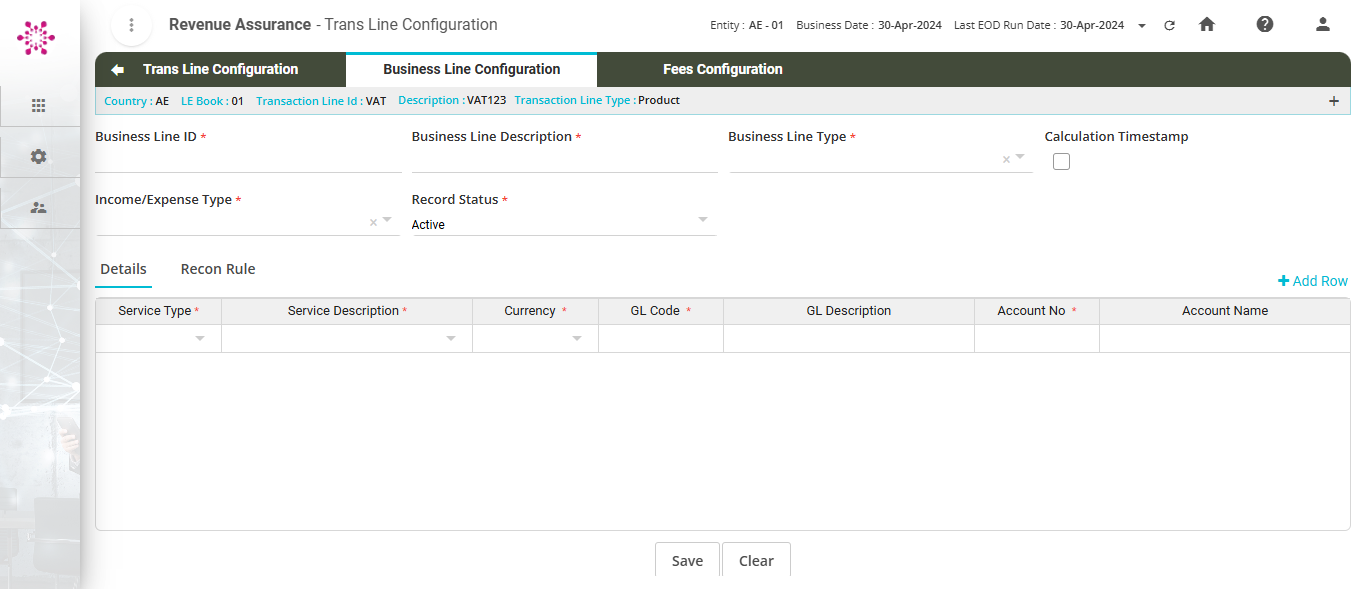 Revenue Assurance - Trans Line Configuration
Entity : AE - 01 Business Date : 30-Apr-2024 Last EOD Run Date : 30-Apr-2024
Trans Line Configuration Business Line Configuration Fees Configuration
Country : AE LE Book : 01 Transaction Line Id : VAT Description : VAT123 Transaction Line Type : Product
Business Line ID * Business Line Description * Business Line Type * Calculation Timestamp
Income/Expense Type * Record Status *
Active
Details Recon Rule
+ Add Row
Service Type * Service Description * Currency * GL Code * GL Description Account No * Account Name
Save Clear